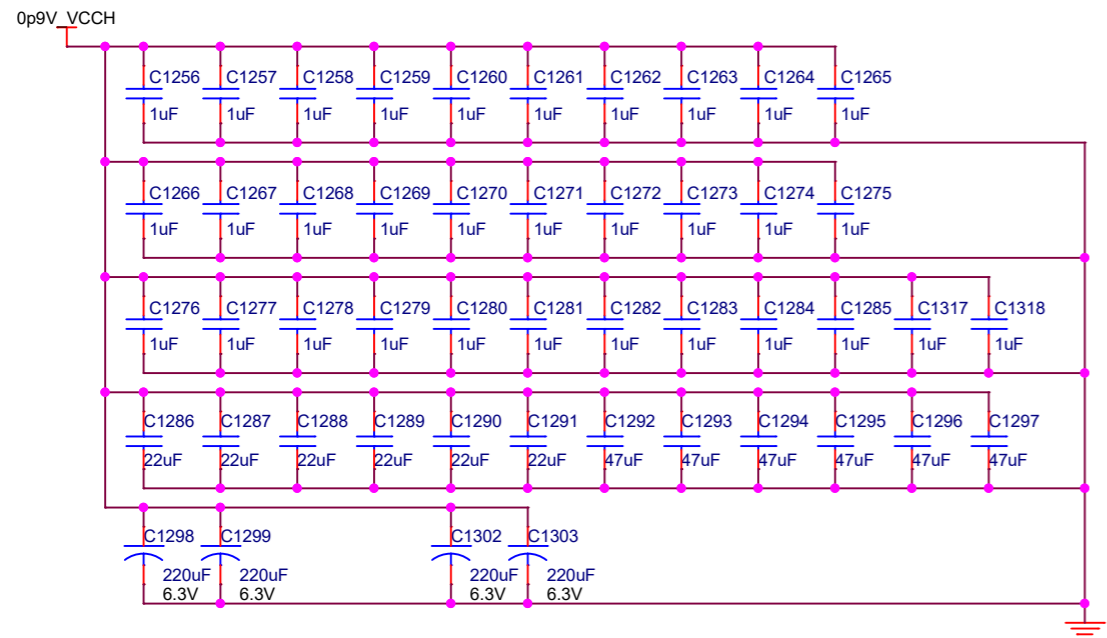 0p9V_VCCH
C1256 C1257 C1258 C1259 C1260 C1261 C1262 C1263 C1264 C1265
1uF 1uF 1uF 1uF 1uF 1uF 1uF 1uF 1uF 1uF
C1266 C1267 C1268 C1269 C1270 C1271 C1272 C1273 C1274 C1275
1uF 1uF 1uF 1uF 1uF 1uF 1uF 1uF 1uF 1uF
C1276 C1277 C1278 C1279 C1280 C1281 C1282 C1283 C1284 C1285 C1317 C1318
1uF 1uF 1uF 1uF 1uF 1uF 1uF 1uF 1uF 1uF 1uF 1uF
C1286 C1287 C1288 C1289 C1290 C1291 C1292 C1293 C1294 C1295 C1296 C1297
22uF 22uF 22uF 22uF 22uF 22uF 47uF 47uF 47uF 47uF 47uF 47uF
C1298 C1299 C1302 C1303
220uF 220uF 220uF 220uF
6.3V 6.3V 6.3V 6.3V